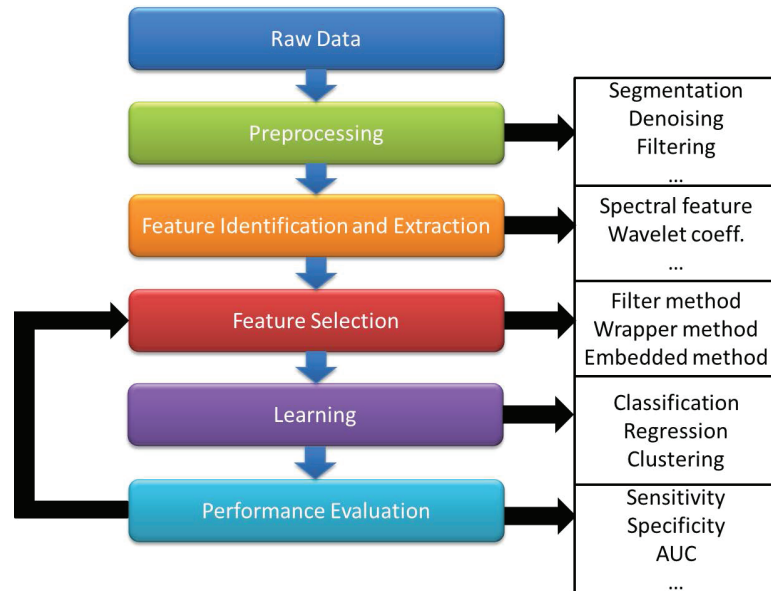 Raw Data
Preprocessing
Segmentation
Denoising
Filtering
...
Feature Identification and Extraction
Spectral feature
Wavelet coeff.
...
Feature Selection
Filter method
Wrapper method
Embedded method
Learning
Classification
Regression
Clustering
Performance Evaluation
Sensitivity
Specificity
AUC
...